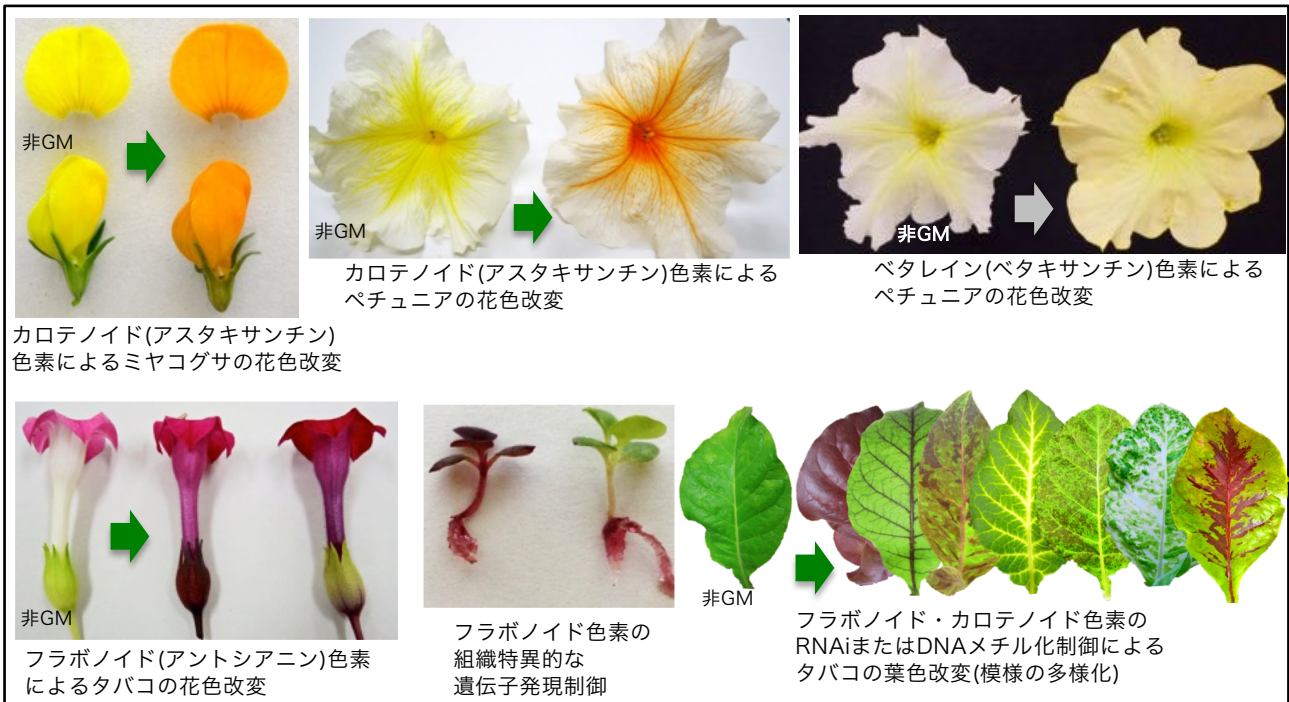 非GM
カロテノイド(アスタキサンチン)
色素によるミヤコグサの花色改変
非GM
カロテノイド(アスタキサンチン)色素による
ペチュニアの花色改変
非GM
ベタレイン(ベタキサンチン)色素による
ペチュニアの花色改変
非GM
フラボノイド(アントシアニン)色素
によるタバコの花色改変
フラボノイド色素の
組織特異的な
遺伝子発現制御
非GM
フラボノイド・カロテノイド色素の
RNAiまたはDNAメチル化制御による
タバコの葉色改変(模様の多様化)